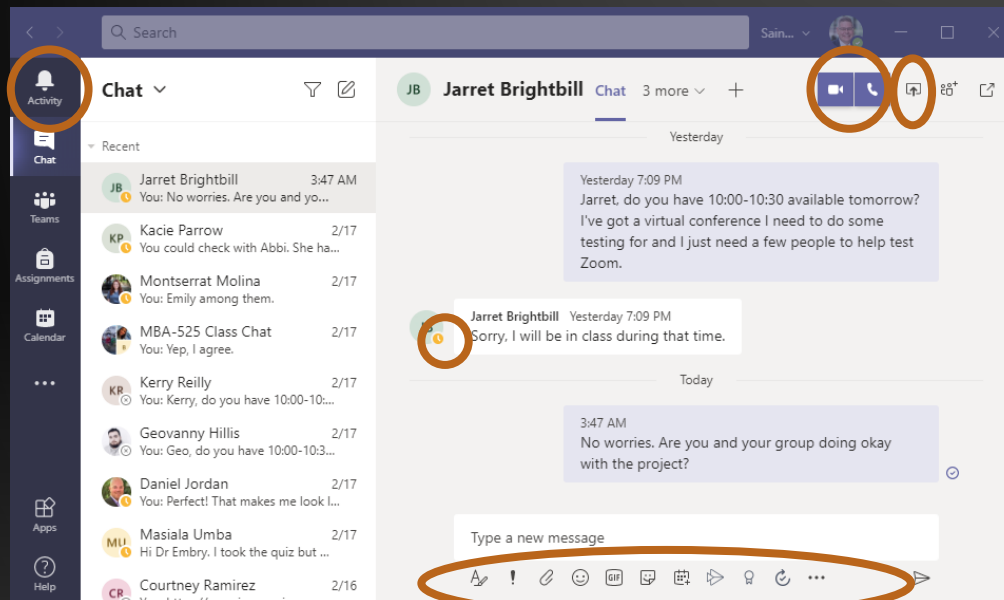 Search
Sain...
Activity
Chat
Teams
Assignments
Calendar
Apps
Help
Chat
Recent
JB
Jarret Brightbill 3:47 AM
You: No worries. Are you and yo...
KP
Kacie Parrow 2/17
You could check with Abbi. She ha...
Montserrat Molina 2/17
You: Emily among them.
MBA-525 Class Chat 2/17
You: Yep, I agree.
KR
Kerry Reilly 2/17
You: Kerry, do you have 10:00-10:...
Geovanny Hillis 2/17
You: Geo, do you have 10:00-10:3...
Daniel Jordan 2/17
You: Perfect! That makes me look l...
MU
Masiala Umba 2/17
Hi Dr Embry. I took the quiz but ...
CR
Courtney Ramirez 2/16
JB Jarret Brightbill Chat 3 more
Yesterday
Yesterday 7:09 PM
Jarret, do you have 10:00-10:30 available tomorrow?
I've got a virtual conference I need to do some
testing for and I just need a few people to help test
Zoom.
Jarret Brightbill Yesterday 7:09 PM
Sorry, I will be in class during that time.
Today
3:47 AM
No worries. Are you and your group doing okay
with the project?
Type a new message
GIF